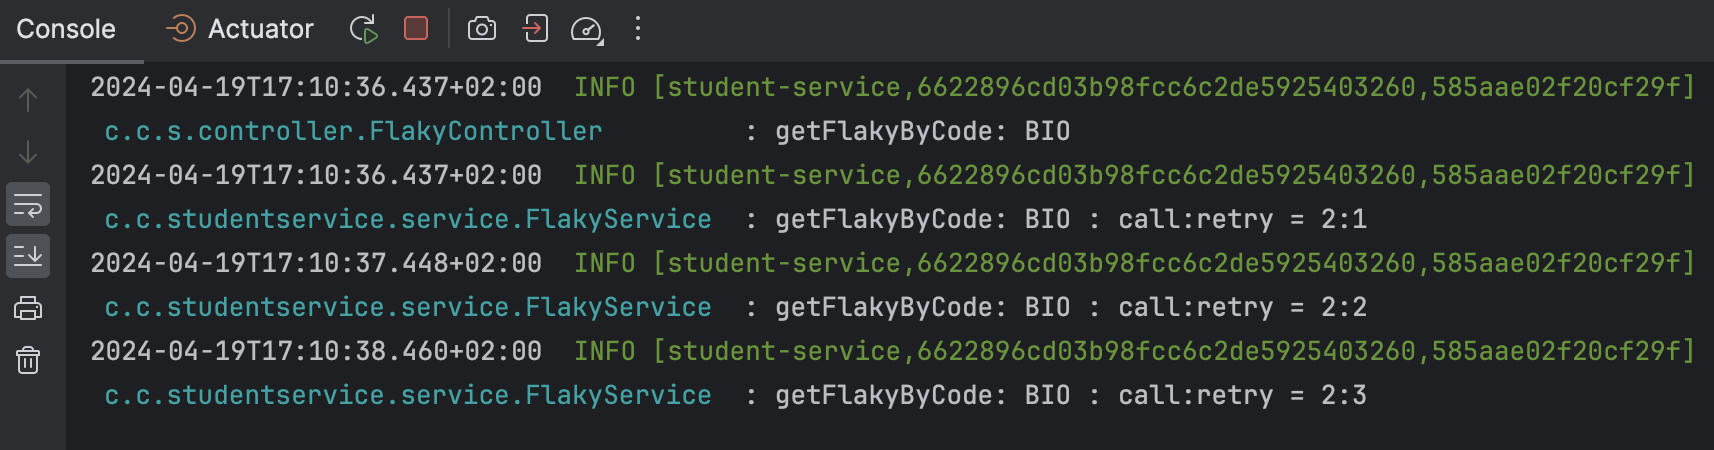 Console Actuator
2024-04-19T17:10:36.437+02:00  INFO [student-service,6622896cd03b98fcc6c2de5925403260,585aae02f20cf29f]
c.c.s.controller.FlakyController         : getFlakyByCode: BIO
2024-04-19T17:10:36.437+02:00  INFO [student-service,6622896cd03b98fcc6c2de5925403260,585aae02f20cf29f]
c.c.studentservice.service.FlakyService  : getFlakyByCode: BIO : call:retry = 2:1
2024-04-19T17:10:37.448+02:00  INFO [student-service,6622896cd03b98fcc6c2de5925403260,585aae02f20cf29f]
c.c.studentservice.service.FlakyService  : getFlakyByCode: BIO : call:retry = 2:2
2024-04-19T17:10:38.460+02:00  INFO [student-service,6622896cd03b98fcc6c2de5925403260,585aae02f20cf29f]
c.c.studentservice.service.FlakyService  : getFlakyByCode: BIO : call:retry = 2:3